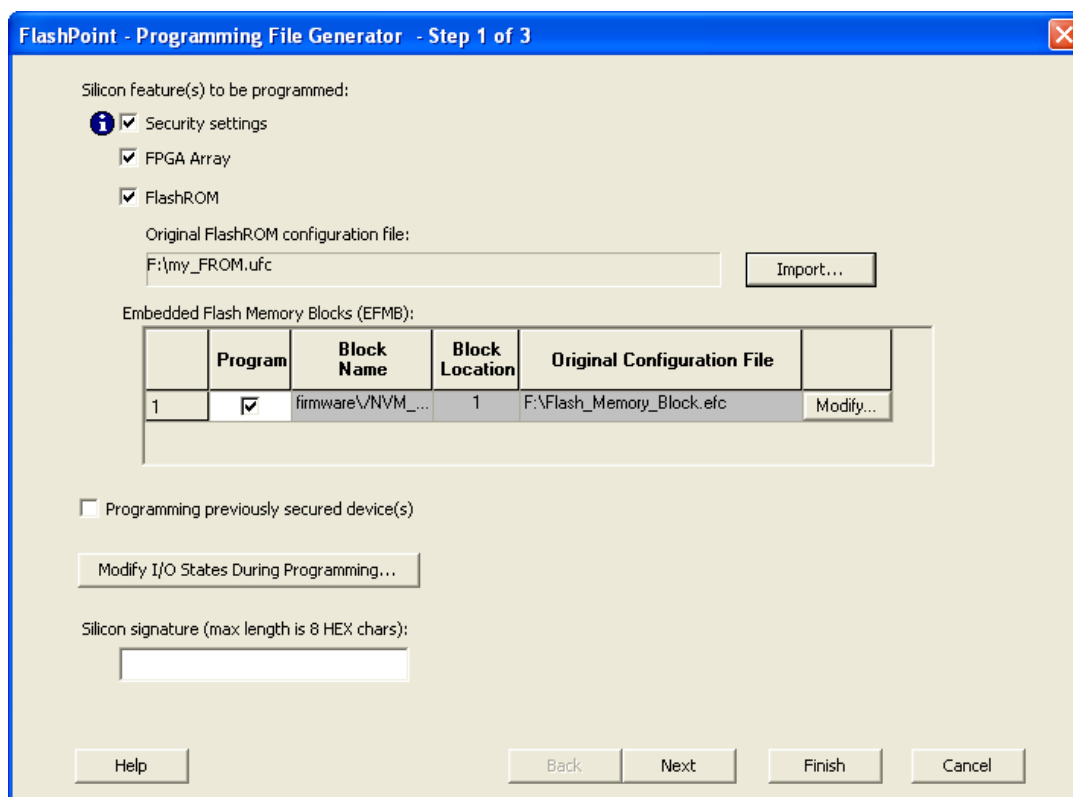 FlashPoint - Programming File Generator - Step 1 of 3
Silicon feature(s) to be programmed:
Security settings
FPGA Array
FlashROM
Original FlashROM configuration file:
F:\my_FROM.ufc
Import...
Embedded Flash Memory Blocks (EFMB):
Program Block Name Block Location Original Configuration File
1 firmware\/NVM_... 1 F:\Flash_Memory_Block.efc Modify...
Programming previously secured device(s)
Modify I/O States During Programming...
Silicon signature (max length is 8 HEX chars):
Help Back Next Finish Cancel